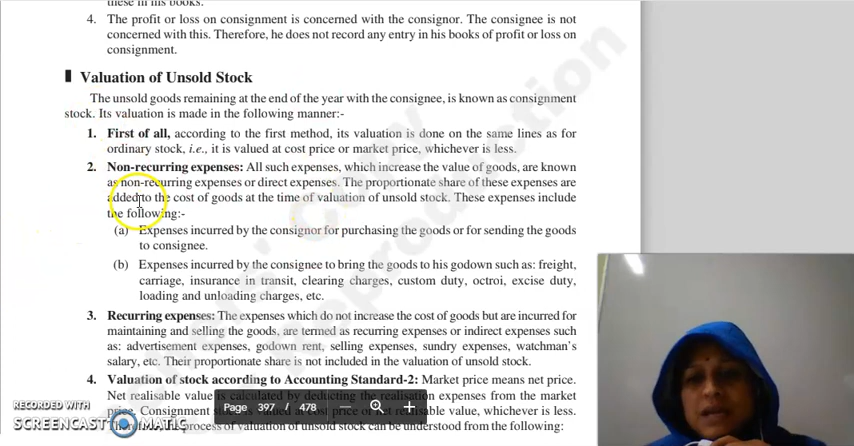 these in his books.
4. The profit or loss on consignment is concerned with the consignor. The consignee is not
concerned with this. Therefore, he does not record any entry in his books of profit or loss on
consignment.
Valuation of Unsold Stock
The unsold goods remaining at the end of the year with the consignee, is known as consignment
stock. Its valuation is made in the following manner:-
1. First of all, according to the first method, its valuation is done on the same lines as for
ordinary stock, i.e., it is valued at cost price or market price, whichever is less.
2. Non-recurring expenses: All such expenses, which increase the value of goods, are known
as non-recurring expenses or direct expenses. The proportionate share of these expenses are
added to the cost of goods at the time of valuation of unsold stock. These expenses include
the following:-
(a) Expenses incurred by the consignor for purchasing the goods or for sending the goods
to consignee.
(b) Expenses incurred by the consignee to bring the goods to his godown such as: freight,
carriage, insurance in transit, clearing charges, custom duty, octroi, excise duty,
loading and unloading charges, etc.
3. Recurring expenses: The expenses which do not increase the cost of goods but are incurred for
maintaining and selling the goods, are termed as recurring expenses or indirect expenses such
as: advertisement expenses, godown rent, selling expenses, sundry expenses, watchman's
salary, etc. Their proportionate share is not included in the valuation of unsold stock.
4. Valuation of stock according to Accounting Standard-2: Market price means net price.
Net realisable value is calculated by deducting the realisation expenses from the market
price. Consignment stock is valued at cost price or net realisable value, whichever is less.
process of valuation of unsold stock can be understood from the following:
Page 397 / 478
RECORDED WITH
SCREENCAST MATIC